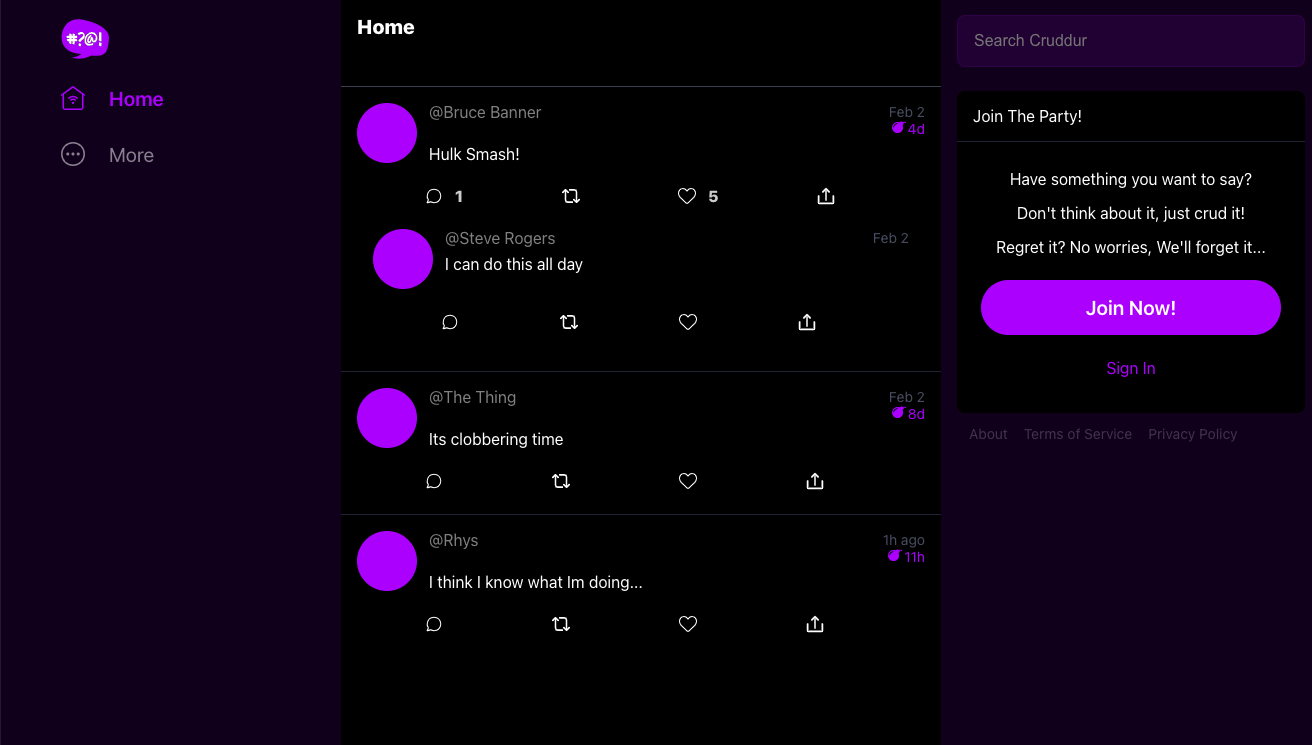 #?@!
Home
More
Home
@Bruce Banner
Feb 2
4d
Hulk Smash!
1
5
@Steve Rogers
Feb 2
I can do this all day
@The Thing
Feb 2
8d
Its clobbering time
@Rhys
1h ago
11h
I think I know what Im doing...
Search Cruddur
Join The Party!
Have something you want to say?
Don't think about it, just crud it!
Regret it? No worries, We'll forget it...
Join Now!
Sign In
About Terms of Service Privacy Policy